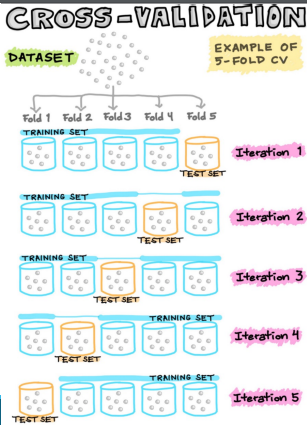 CROSS-VALIDATION
DATASET
EXAMPLE OF
5-FOLD CV
Fold 1 Fold 2 Fold 3 Fold 4 Fold 5
TRAINING SET
Iteration 1
TEST SET
TRAINING SET
Iteration 2
TEST SET
TRAINING SET
Iteration 3
TEST SET
TRAINING SET
Iteration 4
TEST SET
TRAINING SET
Iteration 5
TEST SET